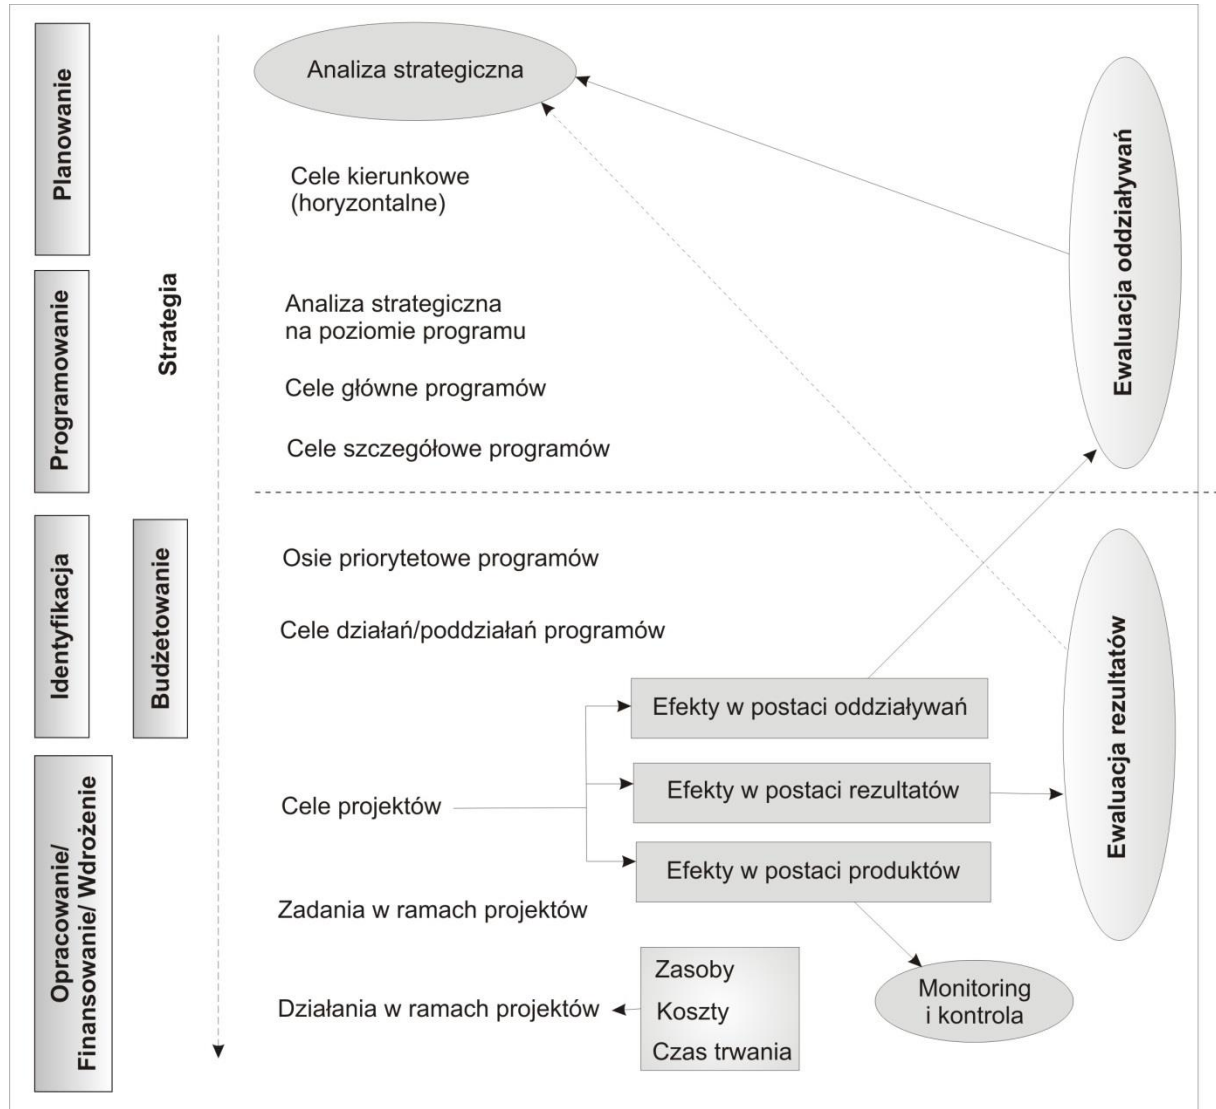 Planowanie
Programowanie
Identyfikacja
Budżetowanie
Opracowanie/
Finansowanie/ Wdrożenie
Strategia
Analiza strategiczna
Cele kierunkowe
(horyzontalne)
Analiza strategiczna
na poziomie programu
Cele główne programów
Cele szczegółowe programów
Osie priorytetowe programów
Cele działań/poddziałań programów
Cele projektów
Zadania w ramach projektów
Działania w ramach projektów
Efekty w postaci oddziaływań
Efekty w postaci rezultatów
Efekty w postaci produktów
Zasoby
Koszty
Czas trwania
Monitoring
i kontrola
Ewaluacja oddziaływań
Ewaluacja rezultatów